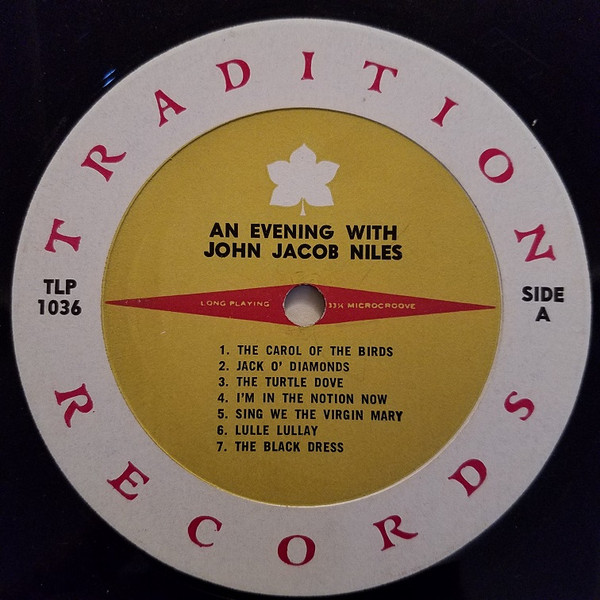 TRADITION
RECORDS
AN EVENING WITH
JOHN JACOB NILES
TLP
1036
LONG PLAYING 33⅓ MICROGROOVE
SIDE
A
1. THE CAROL OF THE BIRDS
2. JACK O' DIAMONDS
3. THE TURTLE DOVE
4. I'M IN THE NOTION NOW
5. SING WE THE VIRGIN MARY
6. LULLE LULLAY
7. THE BLACK DRESS